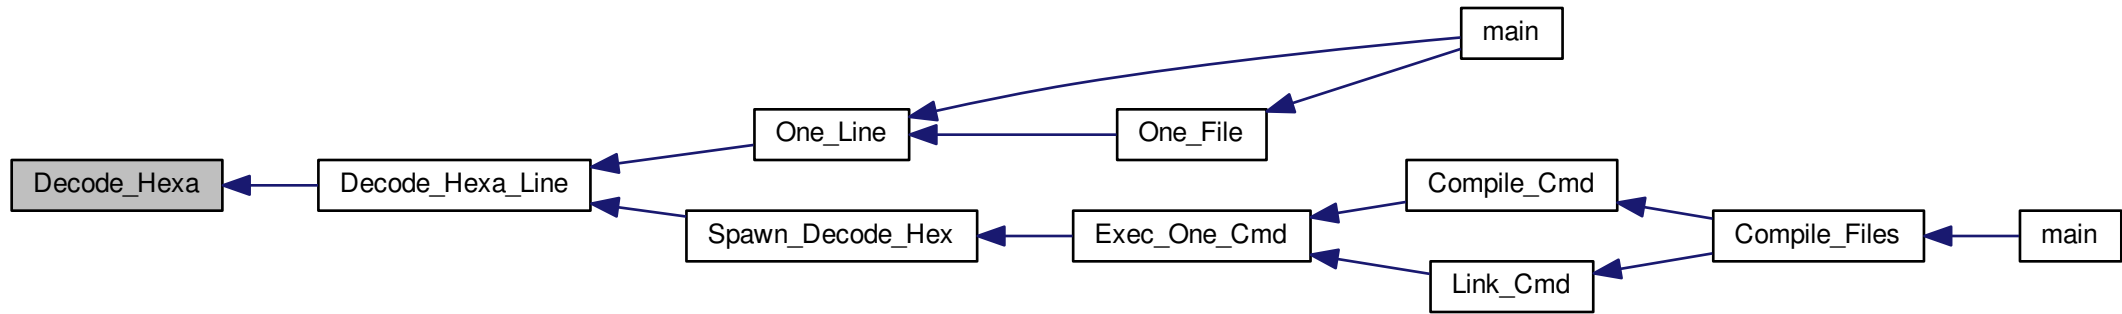 main
One_Line
One_File
Decode_Hexa
Decode_Hexa_Line
Compile_Cmd
Spawn_Decode_Hex
Exec_One_Cmd
Compile_Files
main
Link_Cmd